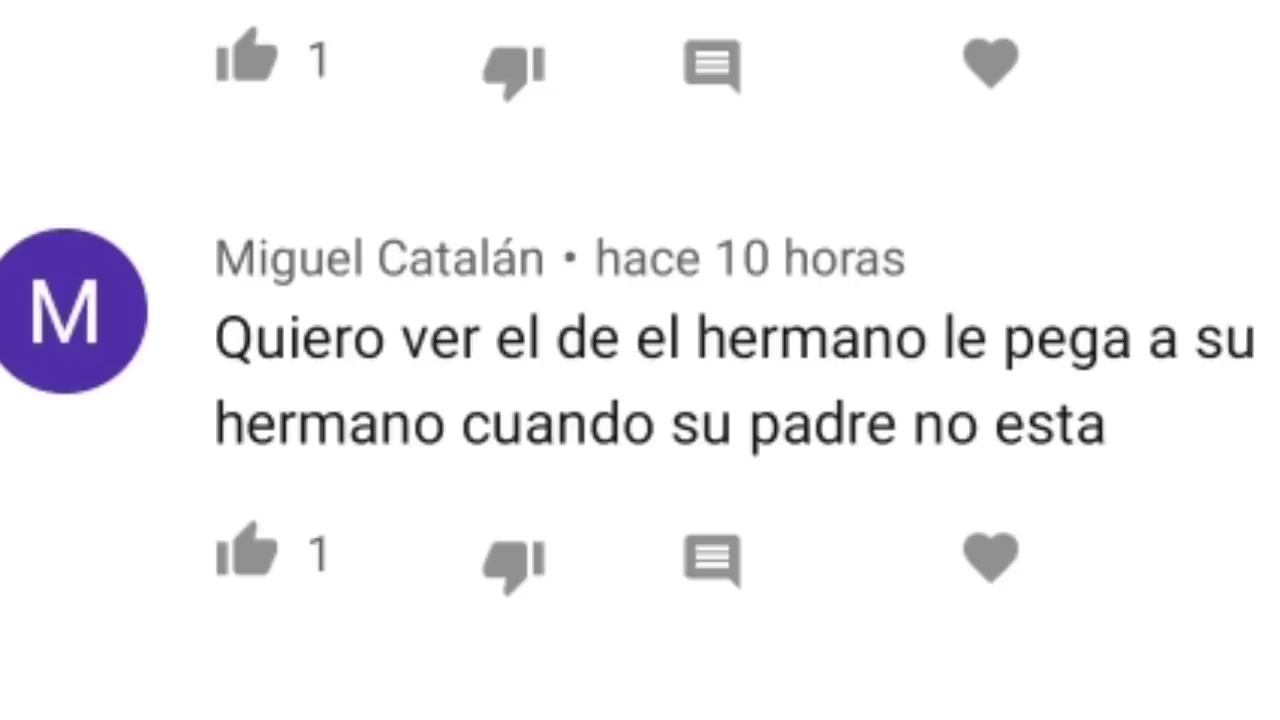 1
M
Miguel Catalán • hace 10 horas
Quiero ver el de el hermano le pega a su
hermano cuando su padre no esta
1